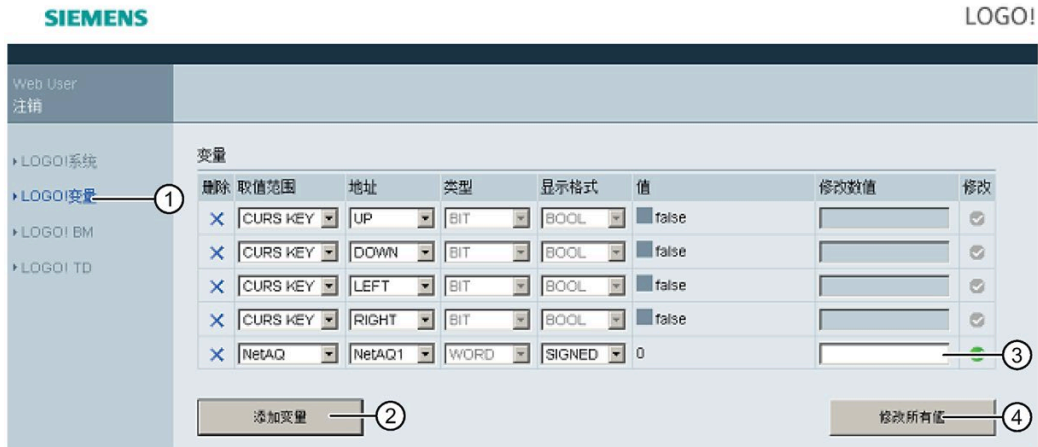 SIEMENS LOGO!
Web User
注销
LOGO!系统
LOGO!变量 1
LOGO! BM
LOGO! TD
变量
删除 取值范围 地址 类型 显示格式 值 修改数值 修改
CURS KEY UP BIT BOOL false
CURS KEY DOWN BIT BOOL false
CURS KEY LEFT BIT BOOL false
CURS KEY RIGHT BIT BOOL false
NetAQ NetAQ1 WORD SIGNED 0 3
添加变量 2 修改所有值 4